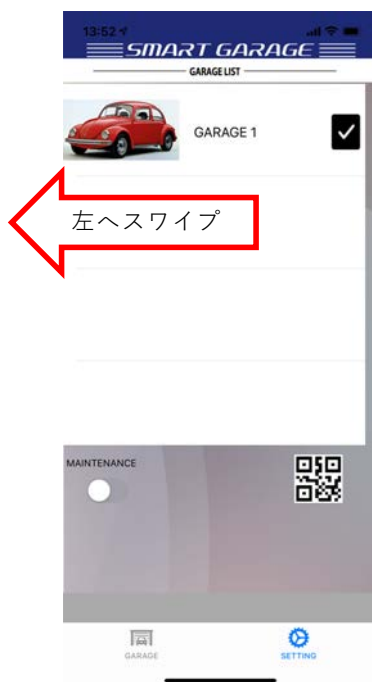 13:52
SMART GARAGE
GARAGE LIST
GARAGE 1
左へスワイプ
MAINTENANCE
GARAGE
SETTING